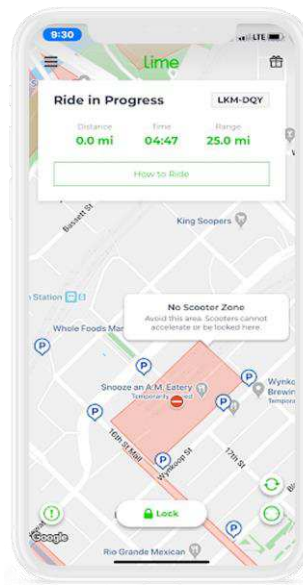 9:30
LTE
Lime
Ride in Progress
LKM-DQY
Distance
Time
Range
0.0 mi
04:47
25.0 mi
How to Ride
Bassett St
King Soopers
Station
No Scooter Zone
Avoid this area. Scooters cannot
accelerate or be locked here.
Whole Foods Mar
P
P
Snooze an A.M. Eatery
Temporarily
ed
P
P
Wynko
Brewin
Tempora
P
16th St Mall
Wynkoop St
17th St
Lock
P
Google
Rio Grande Mexican